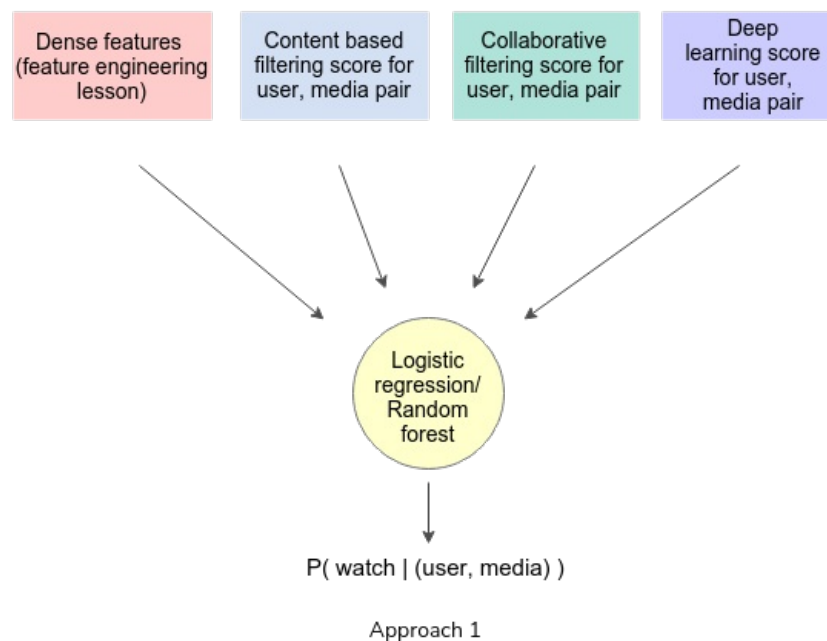 Dense features
(feature engineering
lesson)
Content based
filtering score for
user, media pair
Collaborative
filtering score for
user, media pair
Deep
learning score
for user,
media pair
Logistic
regression/
Random
forest
P( watch | (user, media) )
Approach 1